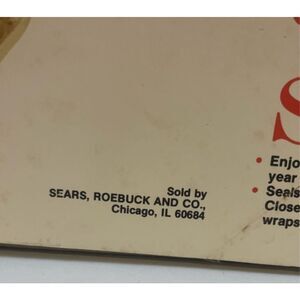 S
• Enjo
year
• Seals
Close
wraps
Sold by
SEARS, ROEBUCK AND CO.,
Chicago, IL 60684